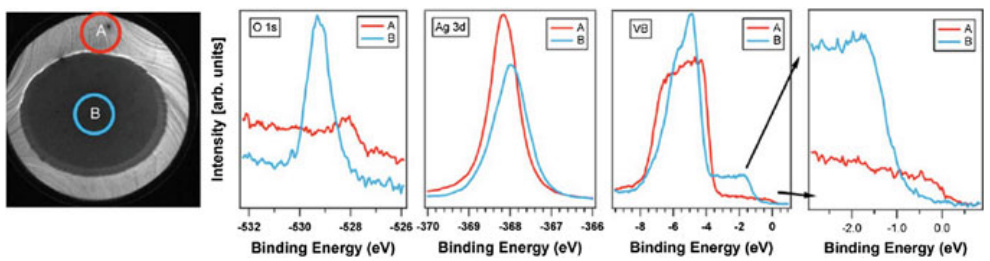 A
B
Intensity [arb. units]
O 1s
A
B
-532
-530
-528
-526
Binding Energy (eV)
Ag 3d
A
B
-370
-368
-367
-366
Binding Energy (eV)
VB
A
B
-8
-6
-4
-2
0
Binding Energy (eV)
A
B
-2.0
-1.0
0.0
Binding Energy (eV)